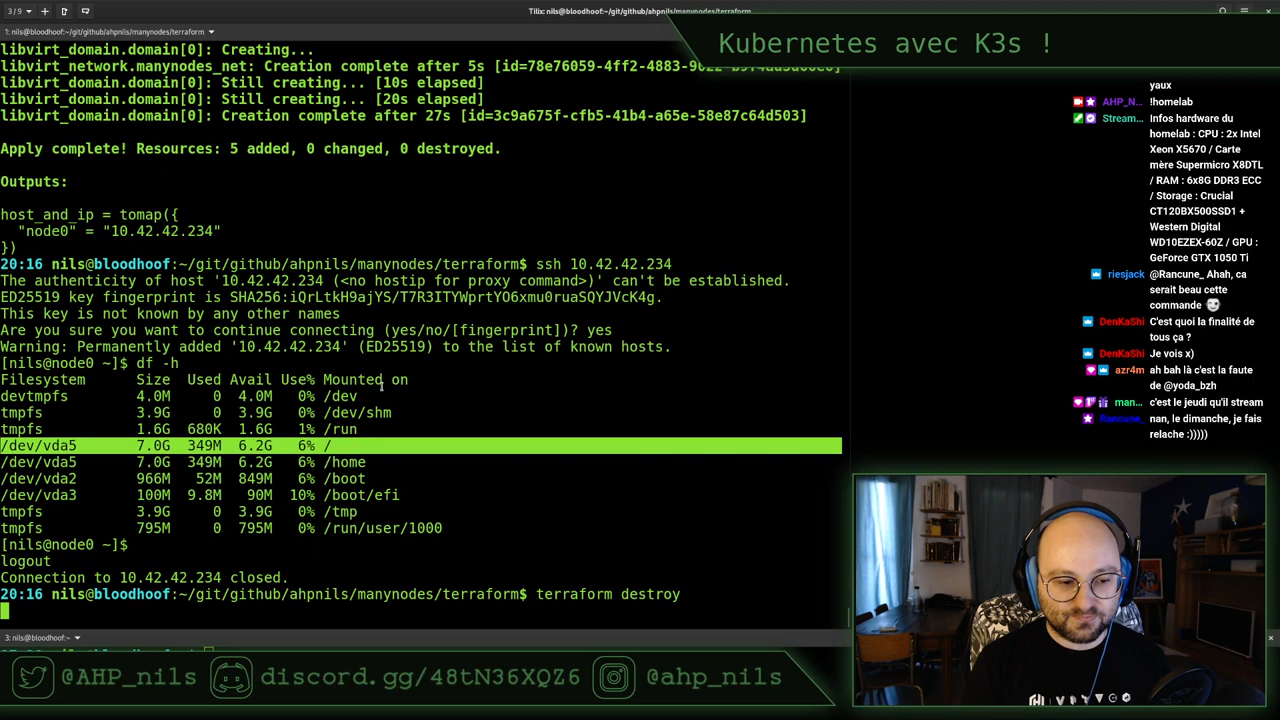 3 / 9
Tilix: nils@bloodhoof:~/git/github/ahpnils/manynodes/terraform
1: nils@bloodhoof:~/git/github/ahpnils/manynodes/terraform
Kubernetes avec K3s !
libvirt_domain.domain[0]: Creating...
libvirt_network.manynodes_net: Creation complete after 5s
libvirt_domain.domain[0]: Still creating... [10s elapsed]
libvirt_domain.domain[0]: Still creating... [20s elapsed]
libvirt_domain.domain[0]: Creation complete after 27s [id=3c9a675f-cfb5-41b4-a65e-58e87c64d503]
Apply complete! Resources: 5 added, 0 changed, 0 destroyed.
Outputs:
host_and_ip = tomap({
"node0" = "10.42.42.234"
})
20:16 nils@bloodhoof:~/git/github/ahpnils/manynodes/terraform$ ssh 10.42.42.234
The authenticity of host '10.42.42.234 (<no hostip for proxy command>)' can't be established.
ED25519 key fingerprint is SHA256:iQrLtkH9ajYS/T7R3ITYWprtYO6xmu0ruaSQYJVcK4g.
This key is not known by any other names
Are you sure you want to continue connecting (yes/no/[fingerprint])? yes
Warning: Permanently added '10.42.42.234' (ED25519) to the list of known hosts.
[nils@node0 ~]$ df -h
Filesystem Size Used Avail Use% Mounted on
devtmpfs 4.0M 0 4.0M 0% /dev
tmpfs 3.9G 0 3.9G 0% /dev/shm
tmpfs 1.6G 680K 1.6G 1% /run
/dev/vda5 7.0G 349M 6.2G 6% /
/dev/vda5 7.0G 349M 6.2G 6% /home
/dev/vda2 966M 52M 849M 6% /boot
/dev/vda3 100M 9.8M 90M 10% /boot/efi
tmpfs 3.9G 0 3.9G 0% /tmp
tmpfs 795M 0 795M 0% /run/user/1000
[nils@node0 ~]$
logout
Connection to 10.42.42.234 closed.
20:16 nils@bloodhoof:~/git/github/ahpnils/manynodes/terraform$ terraform destroy
3: nils@bloodhoof:~
@AHP_nils
discord.gg/48tN36XQZ6
@ahp_nils
yaux
AHP_N... !homelab
Stream... Infos hardware du
homelab : CPU : 2x Intel
Xeon X5670 / Carte
mère Supermicro X8DTL
/ RAM : 6x8G DDR3 ECC
/ Storage : Crucial
CT120BX500SSD1 +
Western Digital
WD10EZEX-60Z / GPU :
GeForce GTX 1050 Ti
riesjack @Rancune_ Ahah, ca
serait beau cette
commande
DenKaShi C'est quoi la finalité de
tous ça ?
DenKaShi Je vois x)
azr4m ah bah là c'est la faute
de @yoda_bzh
man... c'est le jeudi qu'il stream
Rancune_ nan, le dimanche, je fais
relache :)))))